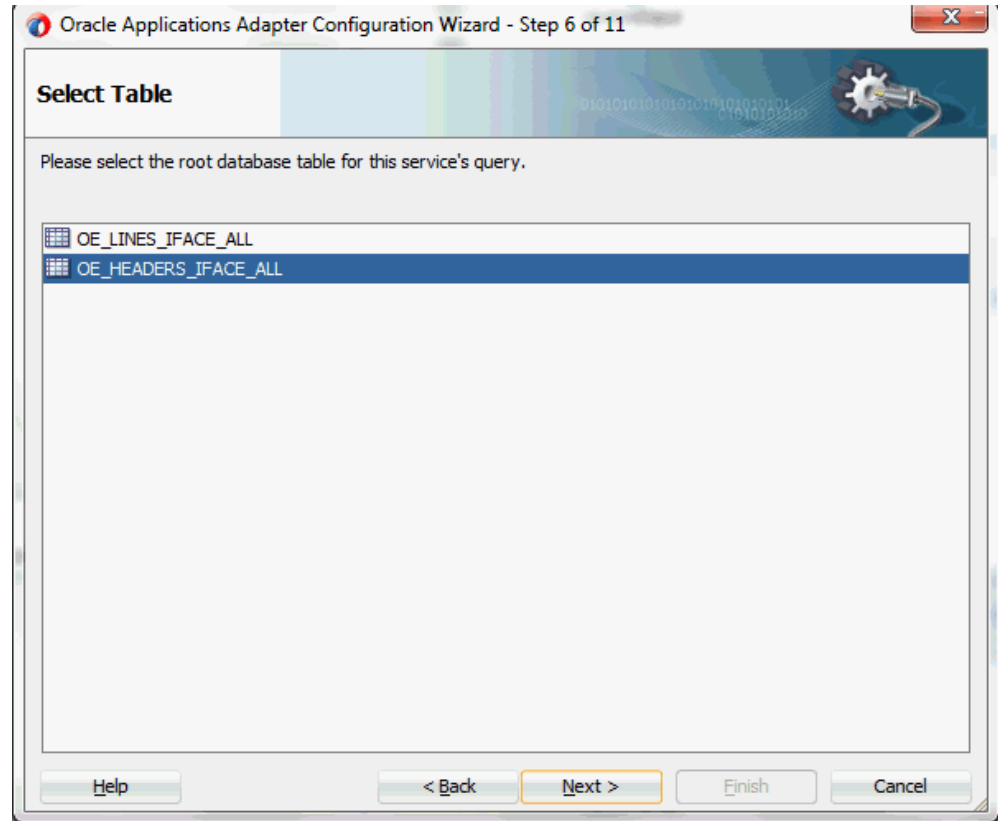 Oracle Applications Adapter Configuration Wizard - Step 6 of 11
Select Table
Please select the root database table for this service's query.
OE_LINES_IFACE_ALL
OE_HEADERS_IFACE_ALL
Help
< Back
Next >
Finish
Cancel